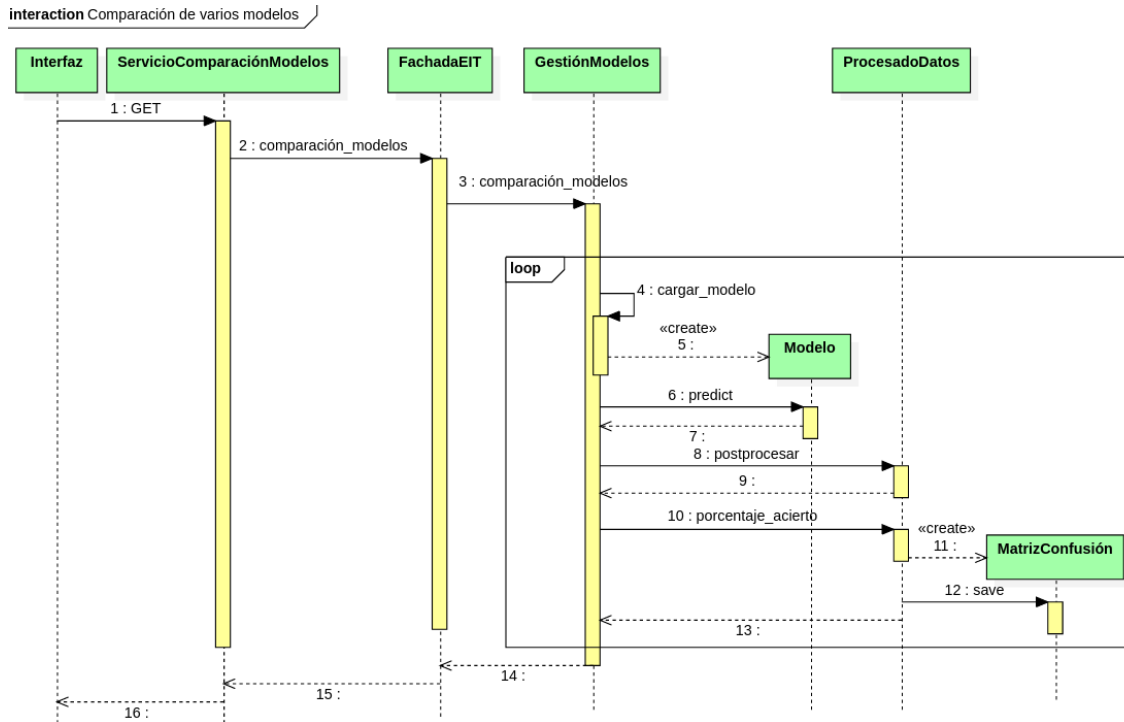 interaction Comparación de varios modelos
Interfaz
ServicioComparaciónModelos
FachadaEIT
GestiónModelos
ProcesadoDatos
1 : GET
2 : comparación_modelos
3 : comparación_modelos
loop
4 : cargar_modelo
«create»
5 :
Modelo
6 : predict
7 :
8 : postprocesar
9 :
10 : porcentaje_acierto
«create»
11 :
MatrizConfusión
12 : save
13 :
14 :
15 :
16 :